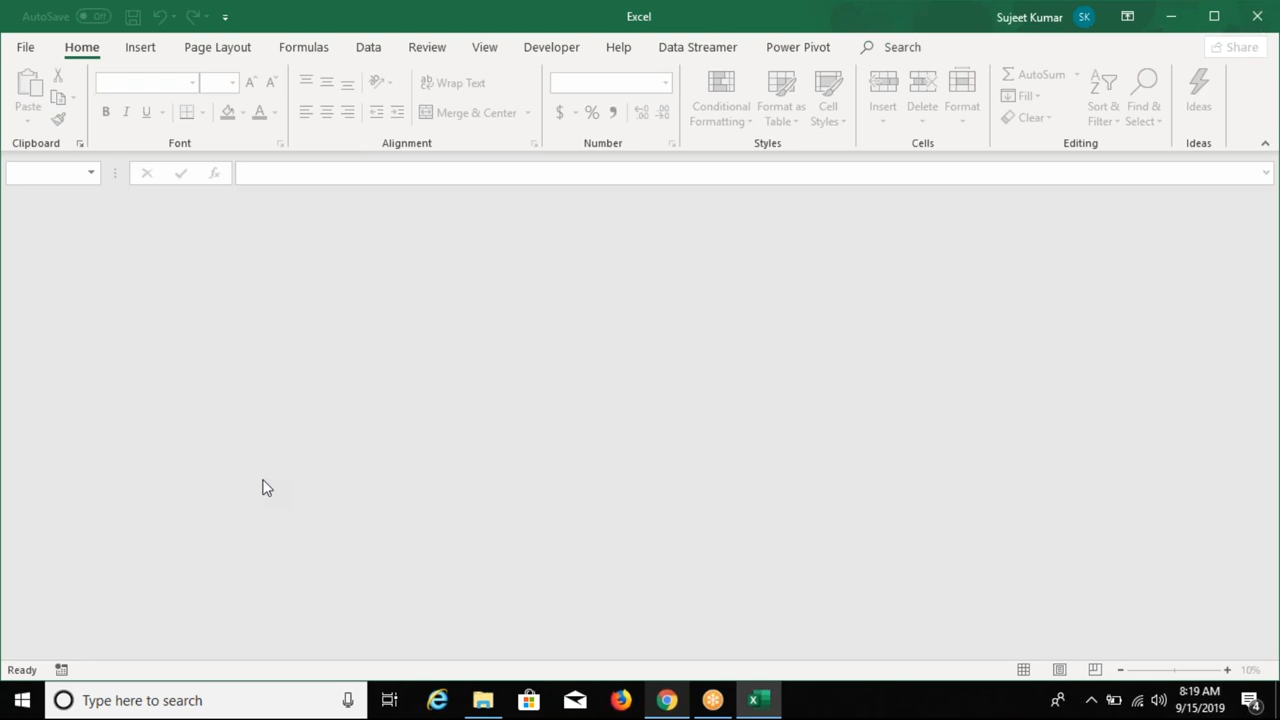 AutoSave Off Excel Sujeet Kumar SK
File Home Insert Page Layout Formulas Data Review View Developer Help Data Streamer Power Pivot Search Share
Paste Wrap Text Merge & Center Conditional Formatting Format as Table Cell Styles Insert Delete Format AutoSum Fill Clear Sort & Filter Find & Select Ideas
Clipboard Font Alignment Number Styles Cells Editing Ideas
Ready 10%
Type here to search 8:19 AM
9/15/2019 4